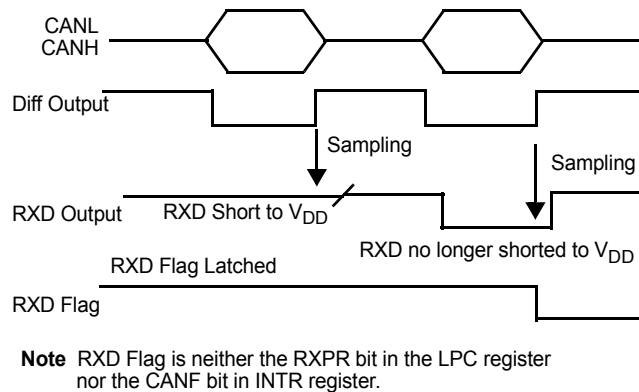 CANL
CANH
Diff Output
Sampling
Sampling
RXD Output
RXD Short to VDD
RXD no longer shorted to VDD
RXD Flag Latched
RXD Flag
Note RXD Flag is neither the RXPR bit in the LPC register
nor the CANF bit in INTR register.